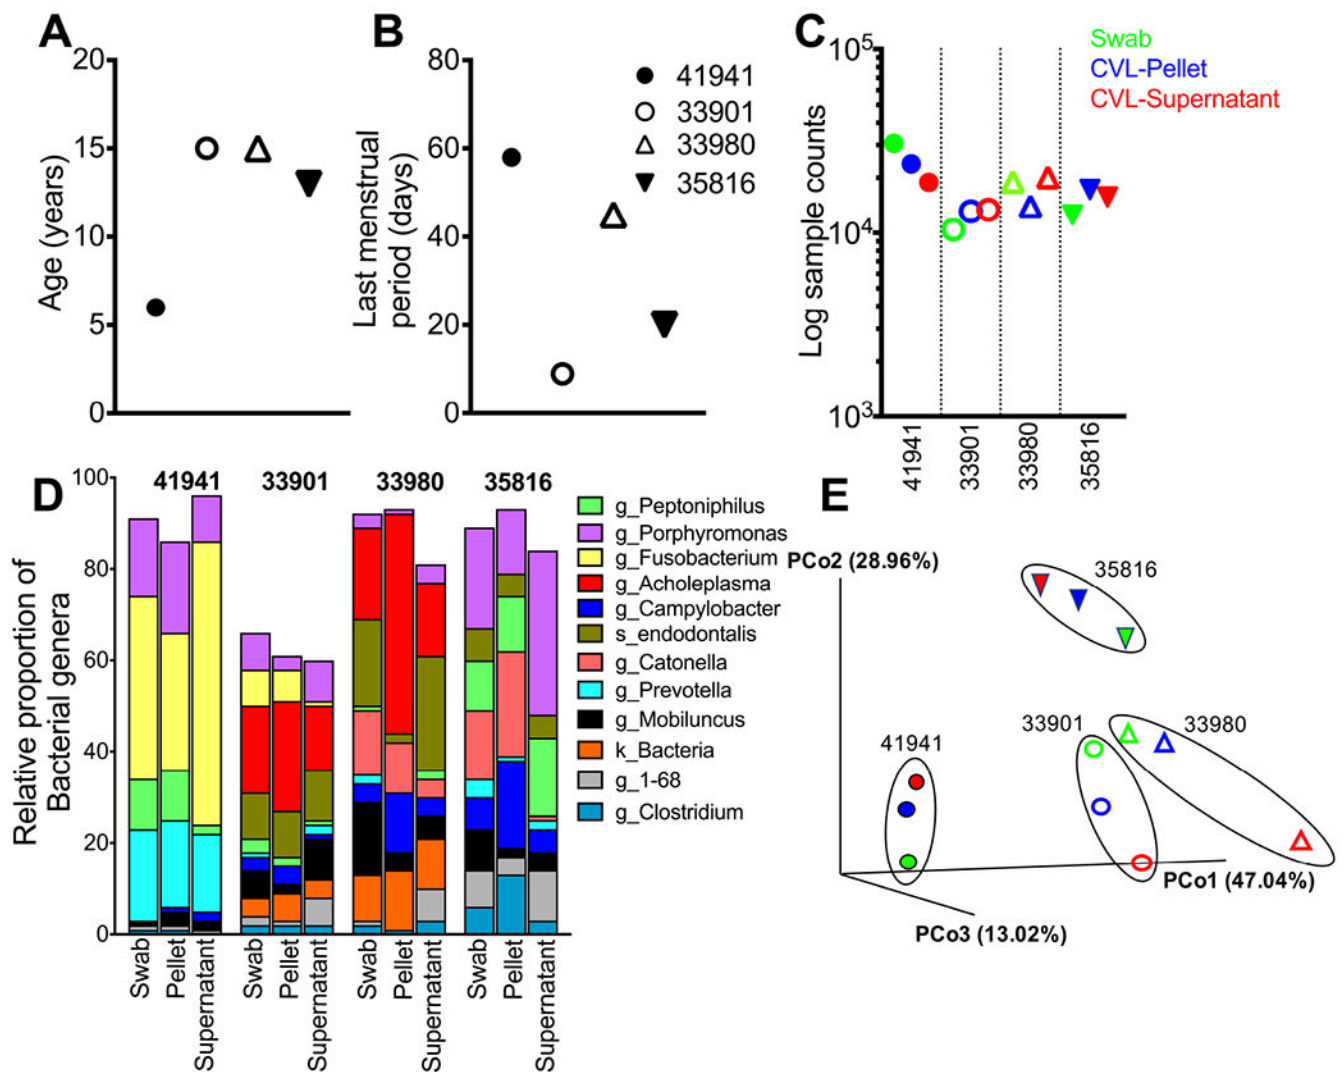 A
Age (years)
20
15
10
5
0
B
Last menstrual
period (days)
80
60
40
20
0
41941
33901
33980
35816
C
Log sample counts
10^5
10^4
10^3
Swab
CVL-Pellet
CVL-Supernatant
41941
33901
33980
35816
D
Relative proportion of
Bacterial genera
100
80
60
40
20
0
41941
33901
33980
35816
Swab
Pellet
Supernatant
Swab
Pellet
Supernatant
Swab
Pellet
Supernatant
Swab
Pellet
Supernatant
g_Peptoniphilus
g_Porphyromonas
g_Fusobacterium
g_Acholeplasma
g_Campylobacter
s_endodontalis
g_Catonella
g_Prevotella
g_Mobiluncus
k_Bacteria
g_1-68
g_Clostridium
E
PCo2 (28.96%)
35816
33901
33980
41941
PCo1 (47.04%)
PCo3 (13.02%)